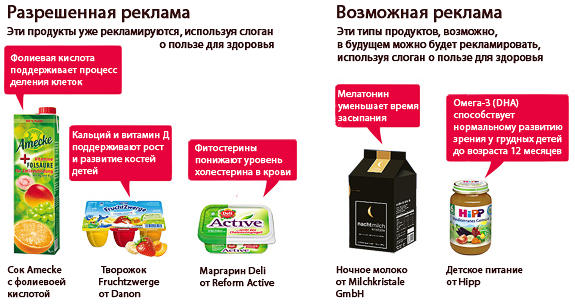 Разрешенная реклама
Эти продукты уже рекламируются, используя слоган
о пользе для здоровья
Фолиевая кислота
поддерживает процесс
деления клеток
Кальций и витамин Д
поддерживают рост
и развитие костей
детей
Фитостерины
понижают уровень
холестерина в крови
Amecke
FOLSÄURE
FruchtZwerge
Deli
Active
Сок Amecke
с фолиевоей
кислотой
Творожок
Fruchtzwerge
от Danon
Маргарин Deli
от Reform Active
Возможная реклама
Эти типы продуктов, возможно,
в будущем можно будет рекламировать,
используя слоган о пользе для здоровья
Мелатонин
уменьшает время
засыпания
Омега-3 (DHA)
способствует
нормальному развитию
зрения у грудных детей
до возраста 12 месяцев
nachtmilch
HiPP
Ночное молоко
от Milchkristale
GmbH
Детское питание
от Hipp